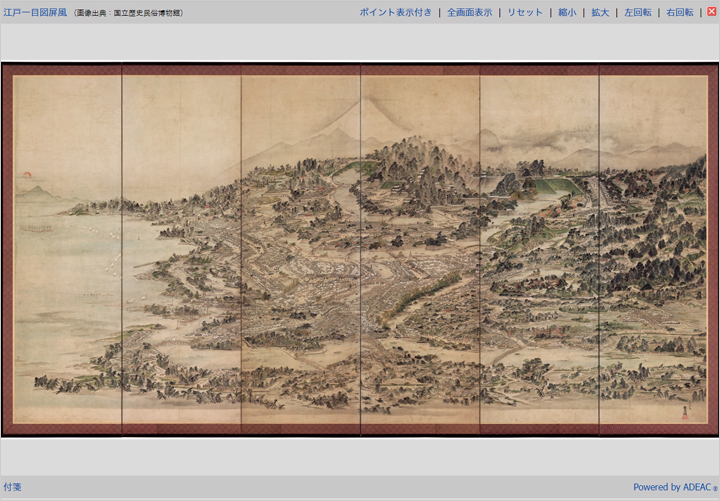 江戸一目図屏風 (画像出典：国立歴史民俗博物館)
ポイント表示付き | 全画面表示 | リセット | 縮小 | 拡大 | 左回転 | 右回転 |
付箋
Powered by ADEAC®